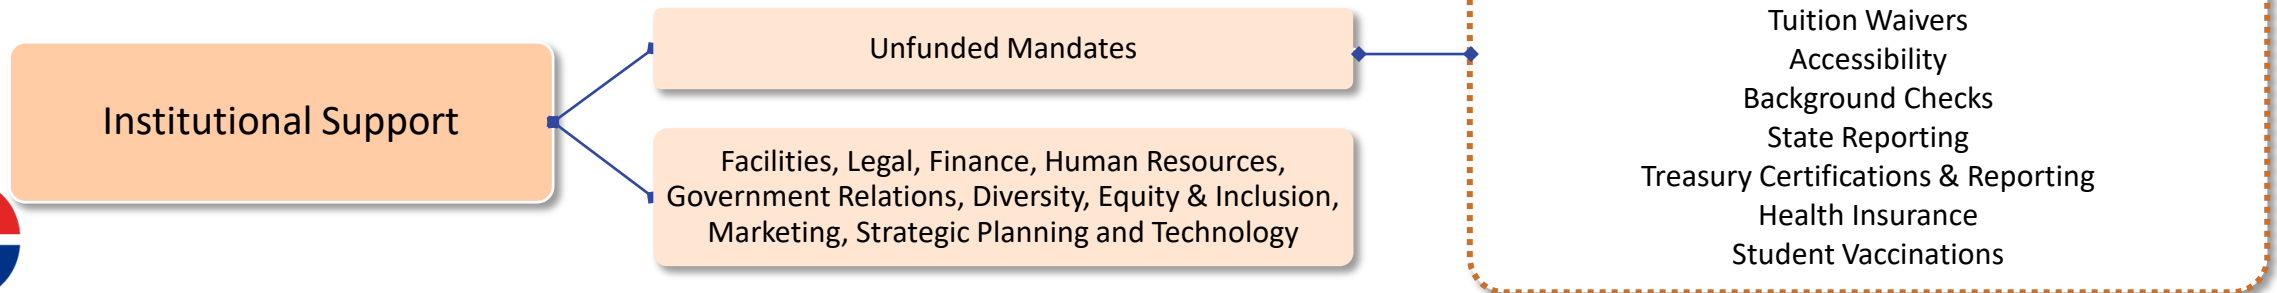 Institutional Support
Unfunded Mandates
Facilities, Legal, Finance, Human Resources,
Government Relations, Diversity, Equity & Inclusion,
Marketing, Strategic Planning and Technology
Tuition Waivers
Accessibility
Background Checks
State Reporting
Treasury Certifications & Reporting
Health Insurance
Student Vaccinations